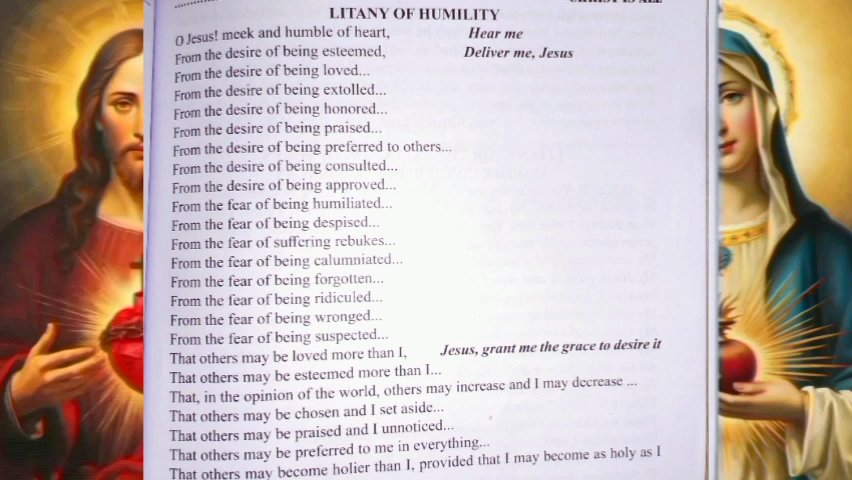 CHRIST IS ALL
LITANY OF HUMILITY
O Jesus! meek and humble of heart, Hear me
From the desire of being esteemed, Deliver me, Jesus
From the desire of being loved...
From the desire of being extolled...
From the desire of being honored...
From the desire of being praised...
From the desire of being preferred to others...
From the desire of being consulted...
From the desire of being approved...
From the fear of being humiliated...
From the fear of being despised...
From the fear of suffering rebukes...
From the fear of being calumniated...
From the fear of being forgotten...
From the fear of being ridiculed...
From the fear of being wronged...
From the fear of being suspected...
That others may be loved more than I, Jesus, grant me the grace to desire it
That others may be esteemed more than I...
That, in the opinion of the world, others may increase and I may decrease ...
That others may be chosen and I set aside...
That others may be praised and I unnoticed...
That others may be preferred to me in everything...
That others may become holier than I, provided that I may become as holy as I